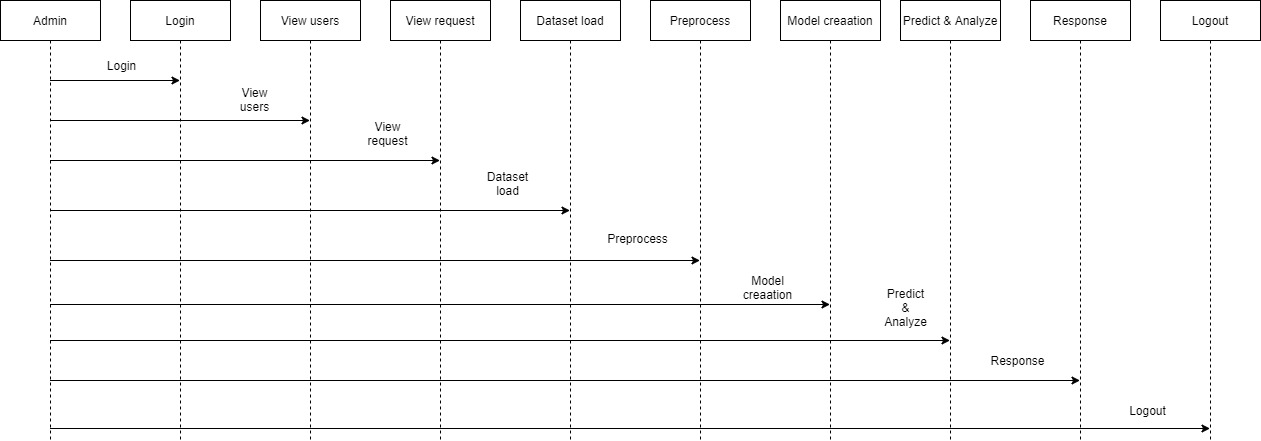 Admin
Login
View users
View request
Dataset load
Preprocess
Model creaation
Predict & Analyze
Response
Logout
Login
View
users
View
request
Dataset
load
Preprocess
Model
creaation
Predict
&
Analyze
Response
Logout